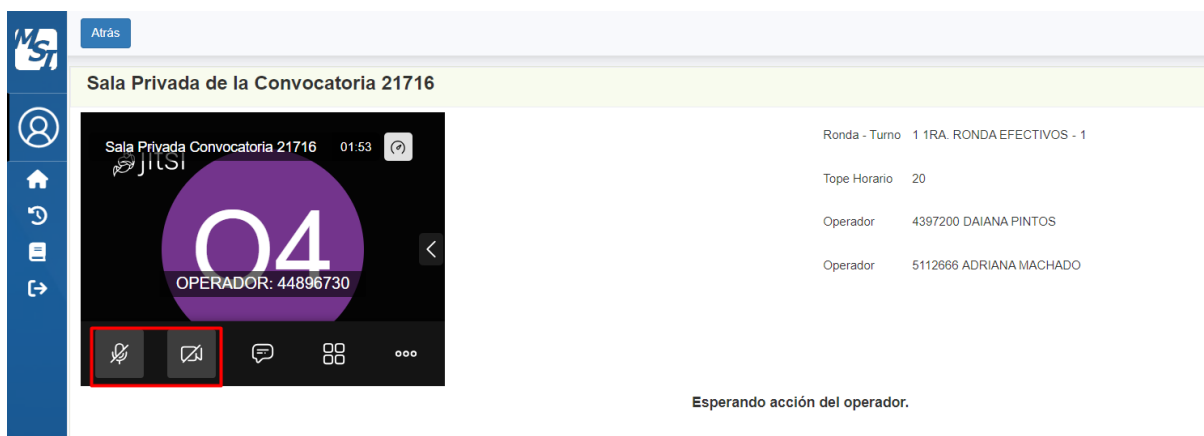 MST
Atrás
Sala Privada de la Convocatoria 21716
Sala Privada Convocatoria 21716 01:53
jitsi
O4
OPERADOR: 44896730
Ronda - Turno 1 1RA. RONDA EFECTIVOS - 1
Tope Horario 20
Operador 4397200 DAIANA PINTOS
Operador 5112666 ADRIANA MACHADO
Esperando acción del operador.